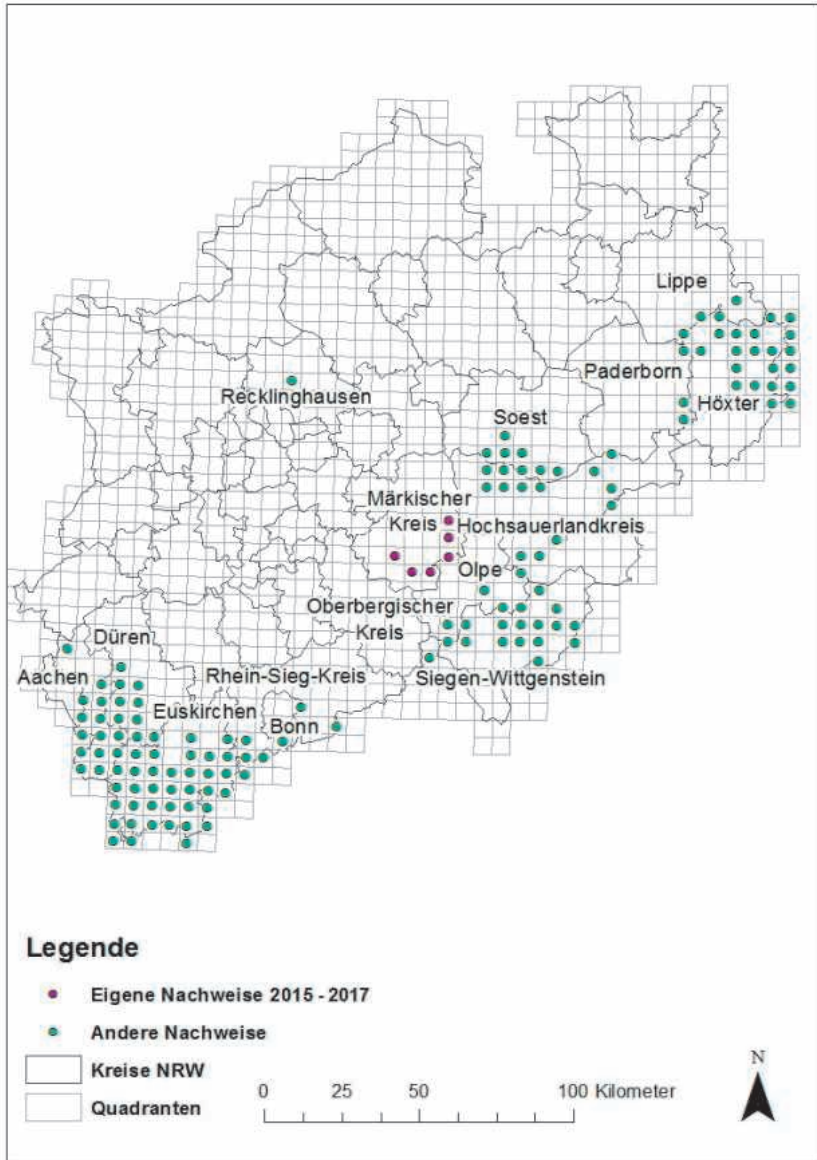 Lippe
Paderborn
Recklinghausen
Höxter
Soest
Märkischer
Kreis
Hochsauerlandkreis
Olpe
Oberbergischer
Kreis
Düren
Aachen
Rhein-Sieg-Kreis
Siegen-Wittgenstein
Euskirchen
Bonn
Legende
Eigene Nachweise 2015 - 2017
Andere Nachweise
Kreise NRW
Quadranten
0 25 50 100 Kilometer
N